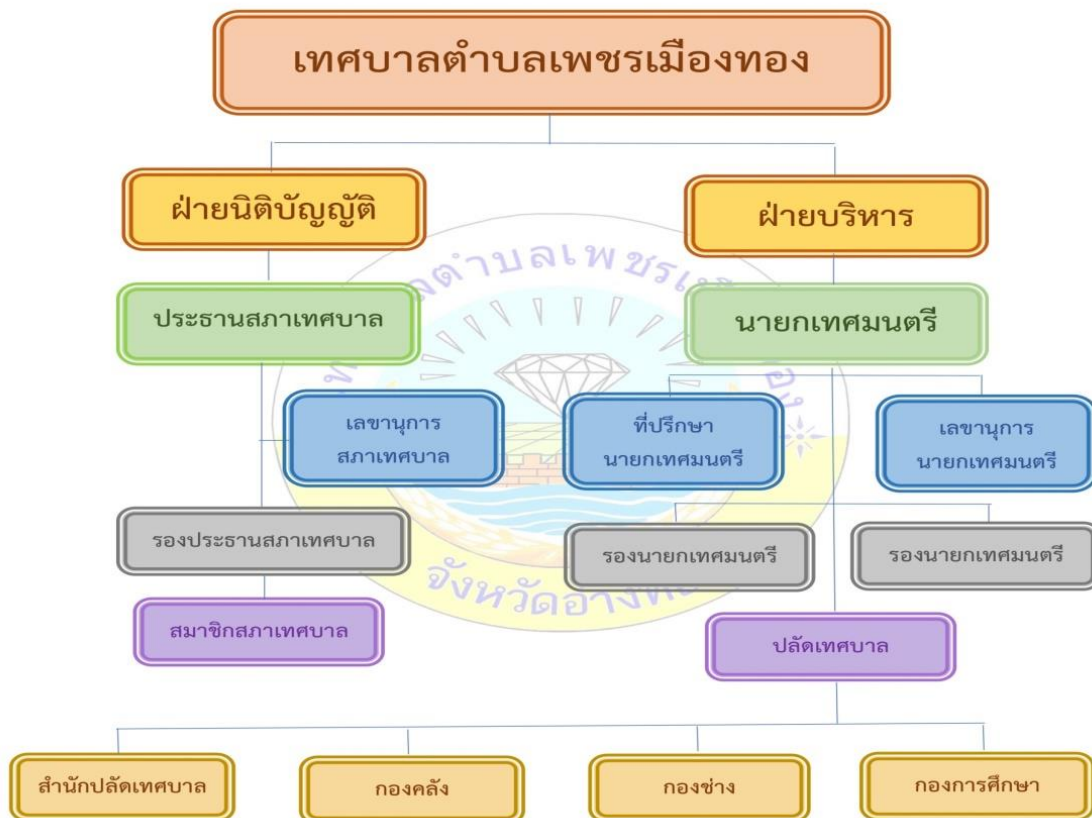 เทศบาลตำบลเพชรเมืองทอง
ฝ่ายนิติบัญญัติ
ฝ่ายบริหาร
ประธานสภาเทศบาล
นายกเทศมนตรี
เลขานุการ
สภาเทศบาล
ที่ปรึกษา
นายกเทศมนตรี
เลขานุการ
นายกเทศมนตรี
รองประธานสภาเทศบาล
รองนายกเทศมนตรี
รองนายกเทศมนตรี
สมาชิกสภาเทศบาล
ปลัดเทศบาล
สำนักปลัดเทศบาล
กองคลัง
กองช่าง
กองการศึกษา